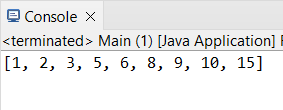 Console
<terminated> Main (1) [Java Application]
[1, 2, 3, 5, 6, 8, 9, 10, 15]